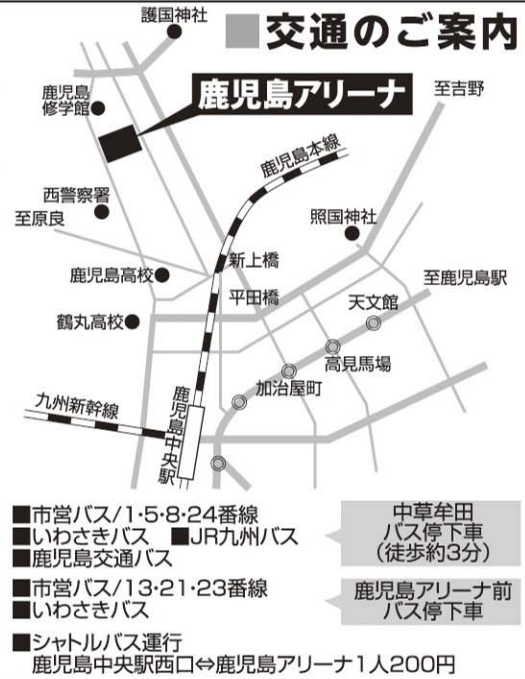 護国神社
■交通のご案内
鹿児島
修学館
鹿児島アリーナ
至吉野
鹿児島本線
西警察署
至原良
照国神社
新上橋
鹿児島高校
平田橋
至鹿児島駅
天文館
鶴丸高校
高見馬場
加治屋町
九州新幹線
鹿児島中央駅
■市営バス/1・5・8・24番線
■いわさきバス ■JR九州バス
■鹿児島交通バス
中草牟田
バス停下車
(徒歩約3分)
■市営バス/13・21・23番線
■いわさきバス
鹿児島アリーナ前
バス停下車
■シャトルバス運行
鹿児島中央駅西口⇔鹿児島アリーナ1人200円